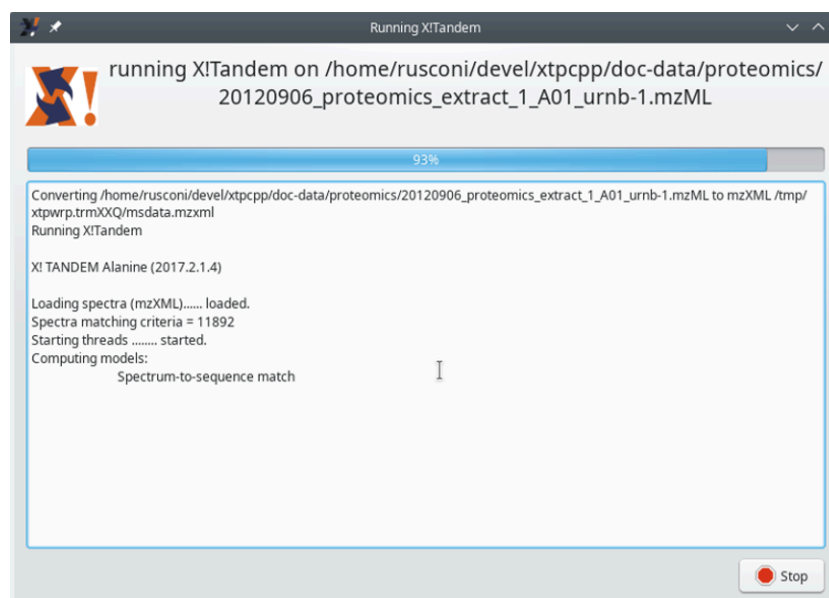 Running X!Tandem
running X!Tandem on /home/rusconi/devel/xtpcpp/doc-data/proteomics/
20120906_proteomics_extract_1_A01_urnb-1.mzML
93%
Converting /home/rusconi/devel/xtpcpp/doc-data/proteomics/20120906_proteomics_extract_1_A01_urnb-1.mzML to mzXML /tmp/
xtpwrp.trmXXQ/msdata.mzxml
Running X!Tandem
X! TANDEM Alanine (2017.2.1.4)
Loading spectra (mzXML)...... loaded.
Spectra matching criteria = 11892
Starting threads ........ started.
Computing models:
Spectrum-to-sequence match
Stop